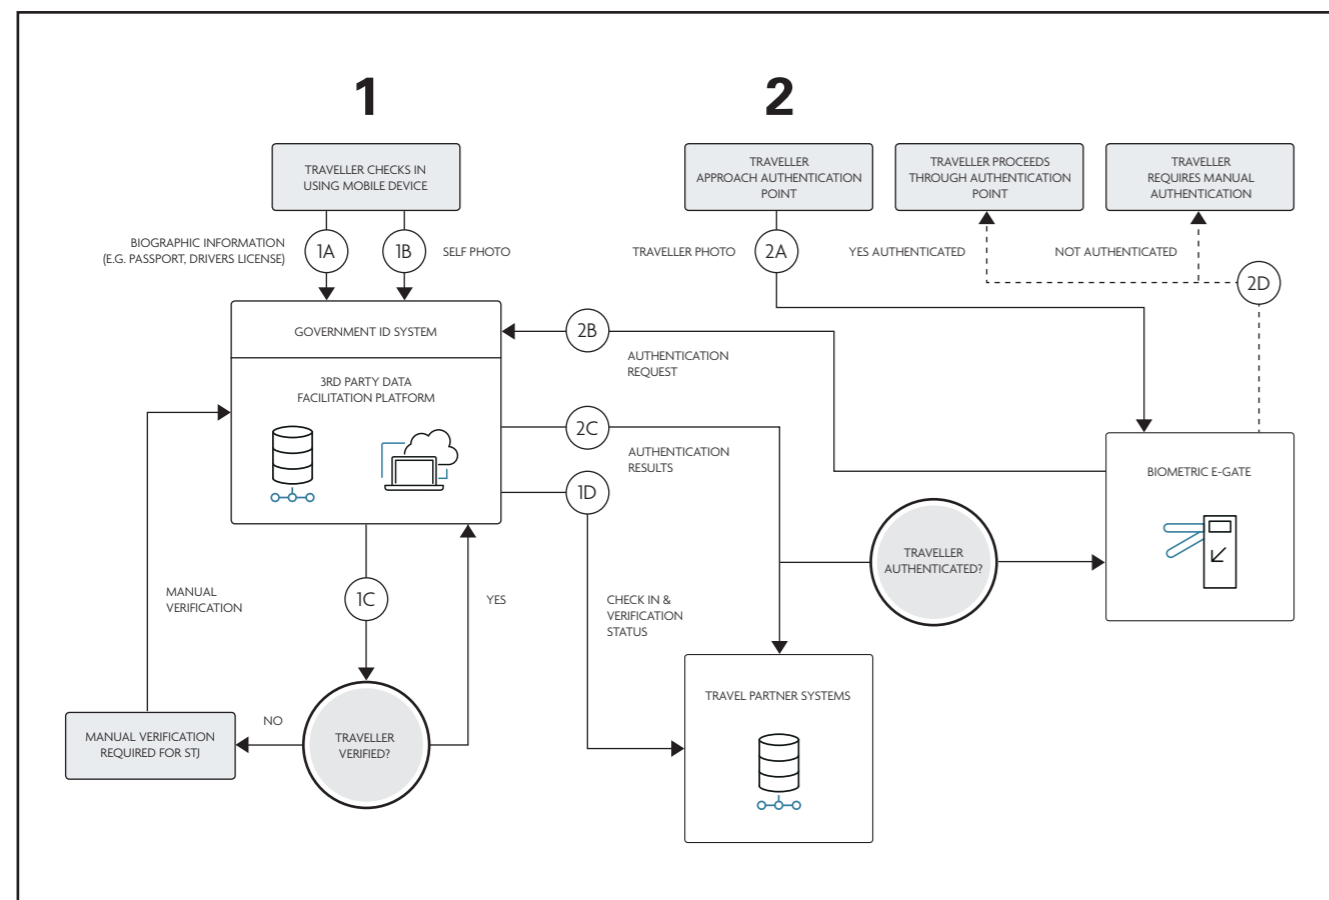 1
2
TRAVELLER CHECKS IN
USING MOBILE DEVICE
TRAVELLER
APPROACH AUTHENTICATION
POINT
TRAVELLER PROCEEDS
THROUGH AUTHENTICATION
POINT
TRAVELLER
REQUIRES MANUAL
AUTHENTICATION
BIOGRAPHIC INFORMATION
(E.G. PASSPORT, DRIVERS LICENSE)
1A
1B
SELF PHOTO
TRAVELLER PHOTO
2A
YES AUTHENTICATED
NOT AUTHENTICATED
2D
GOVERNMENT ID SYSTEM
2B
AUTHENTICATION
REQUEST
3RD PARTY DATA
FACILITATION PLATFORM
2C
AUTHENTICATION
RESULTS
1D
BIOMETRIC E-GATE
TRAVELLER
AUTHENTICATED?
MANUAL
VERIFICATION
1C
YES
CHECK IN &
VERIFICATION
STATUS
TRAVEL PARTNER SYSTEMS
NO
MANUAL VERIFICATION
REQUIRED FOR STJ
TRAVELLER
VERIFIED?